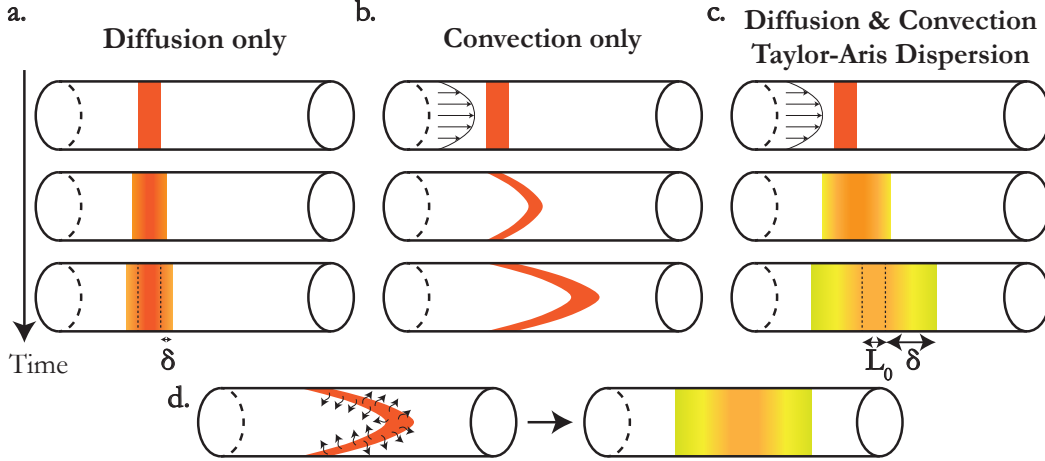 a.
Diffusion only
b.
Convection only
c.
Diffusion & Convection
Taylor-Aris Dispersion
δ
Time
L0
δ
d.